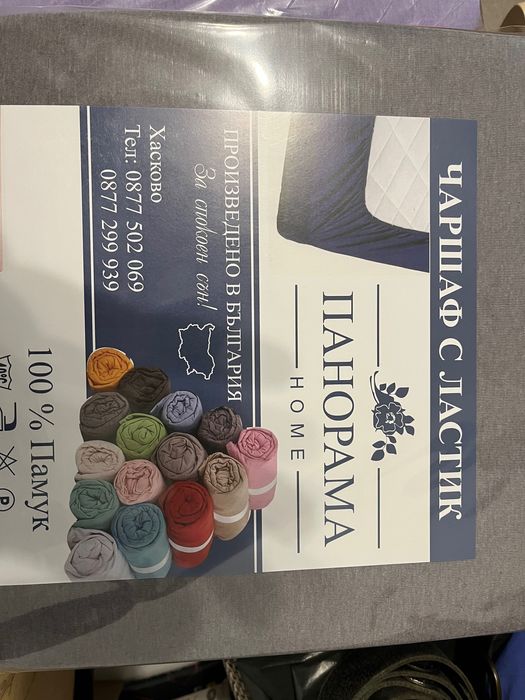 ЧАРШАФ С ЛАСТИК
ПАНОРАМА
HOME
ПРОИЗВЕДЕНО В БЪЛГАРИЯ
За спокоен сън!
Хасково
Тел: 0877 502 069
0877 299 939
100 % Памук
P